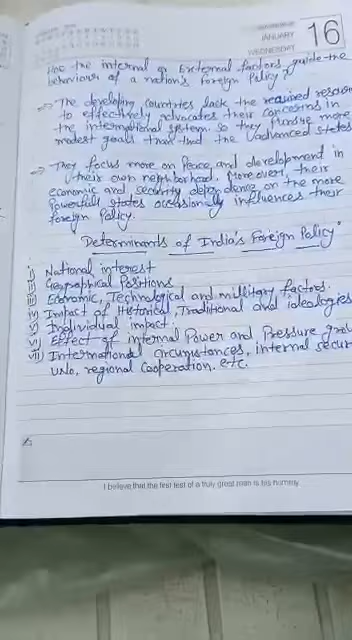 JANUARY
WEDNESDAY
16
How the internal or External factors guide the
behaviour of a nation's foreign Policy?
=> The developing Countries lack the required
to effectively advocates their concerns in
the international system. so they Pursue more
modest goals than the advanced states
=> They focus more on Peace and development in
their own neighborhood. Moreover, their
economic and security dependence on the more
Powerfull states occasionally influences their
foreign Policy.
Determinants of India's Foreign Policy"
i) National interest
ii) Geographical Positions
iii) Economic, Technological and millitary factors.
iv) Impact of Historical, Traditional and ideologies
v) Individual impact.
vi) Effect of internal Power and Pressure
vii) International circumstances, internal
UNO, regional Cooperation. etc.
I believe that the first test of a truly great man is his humility